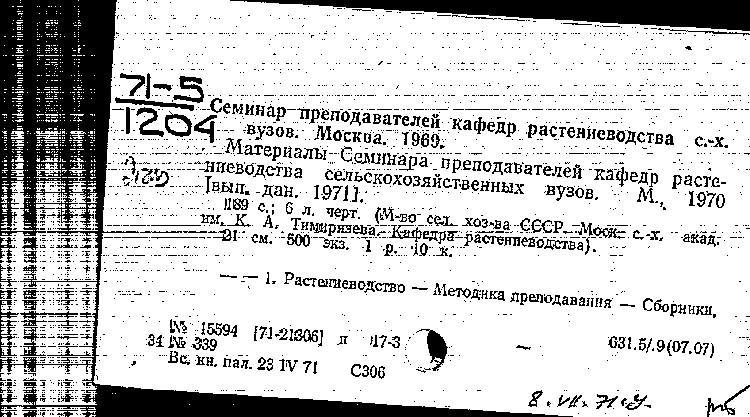 71-5
1204
Семинар преподавателей кафедр растениеводства с.-х.
вузов. Москва. 1969.
Материалы Семинара преподавателей кафедр расте-
ниеводства сельскохозяйственных вузов. М., 1970
[вып. дан. 1971].
189 с.; 6 л. черт. (М-во сел. хоз-ва СССР. Моск. с.-х. акад.
им. К. А. Тимирязева. Кафедра растениеводства).
21 см. 500 экз. 1 р. 10 к.
— — 1. Растениеводство — Методика преподавания — Сборники.
№ 15594 [71-21306] п 17-3 — 631.5/.9(07.07)
34 № 339
Вс. кн. пал. 23 IV 71 С306
8. VII. 71